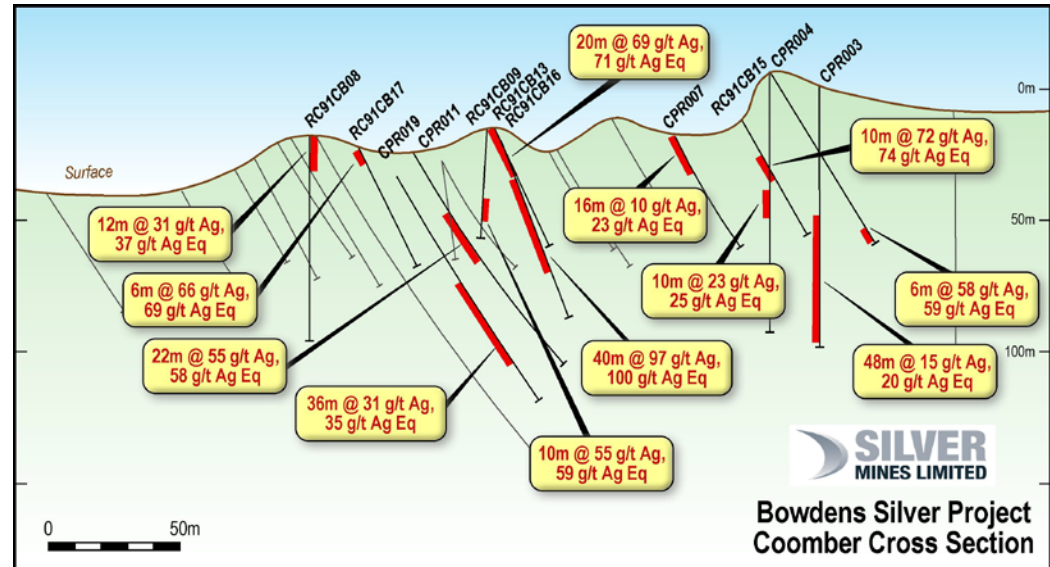 20m @ 69 g/t Ag,
71 g/t Ag Eq
RC91CB08
RC91CB17
CPR019
CPR011
RC91CB09
RC91CB13
RC91CB16
CPR007
RC91CB15
CPR004
CPR003
0m
Surface
10m @ 72 g/t Ag,
74 g/t Ag Eq
12m @ 31 g/t Ag,
37 g/t Ag Eq
16m @ 10 g/t Ag,
23 g/t Ag Eq
50m
6m @ 66 g/t Ag,
69 g/t Ag Eq
10m @ 23 g/t Ag,
25 g/t Ag Eq
6m @ 58 g/t Ag,
59 g/t Ag Eq
22m @ 55 g/t Ag,
58 g/t Ag Eq
40m @ 97 g/t Ag,
100 g/t Ag Eq
48m @ 15 g/t Ag,
20 g/t Ag Eq
100m
36m @ 31 g/t Ag,
35 g/t Ag Eq
10m @ 55 g/t Ag,
59 g/t Ag Eq
SILVER
MINES LIMITED
Bowdens Silver Project
Coomber Cross Section
0 50m